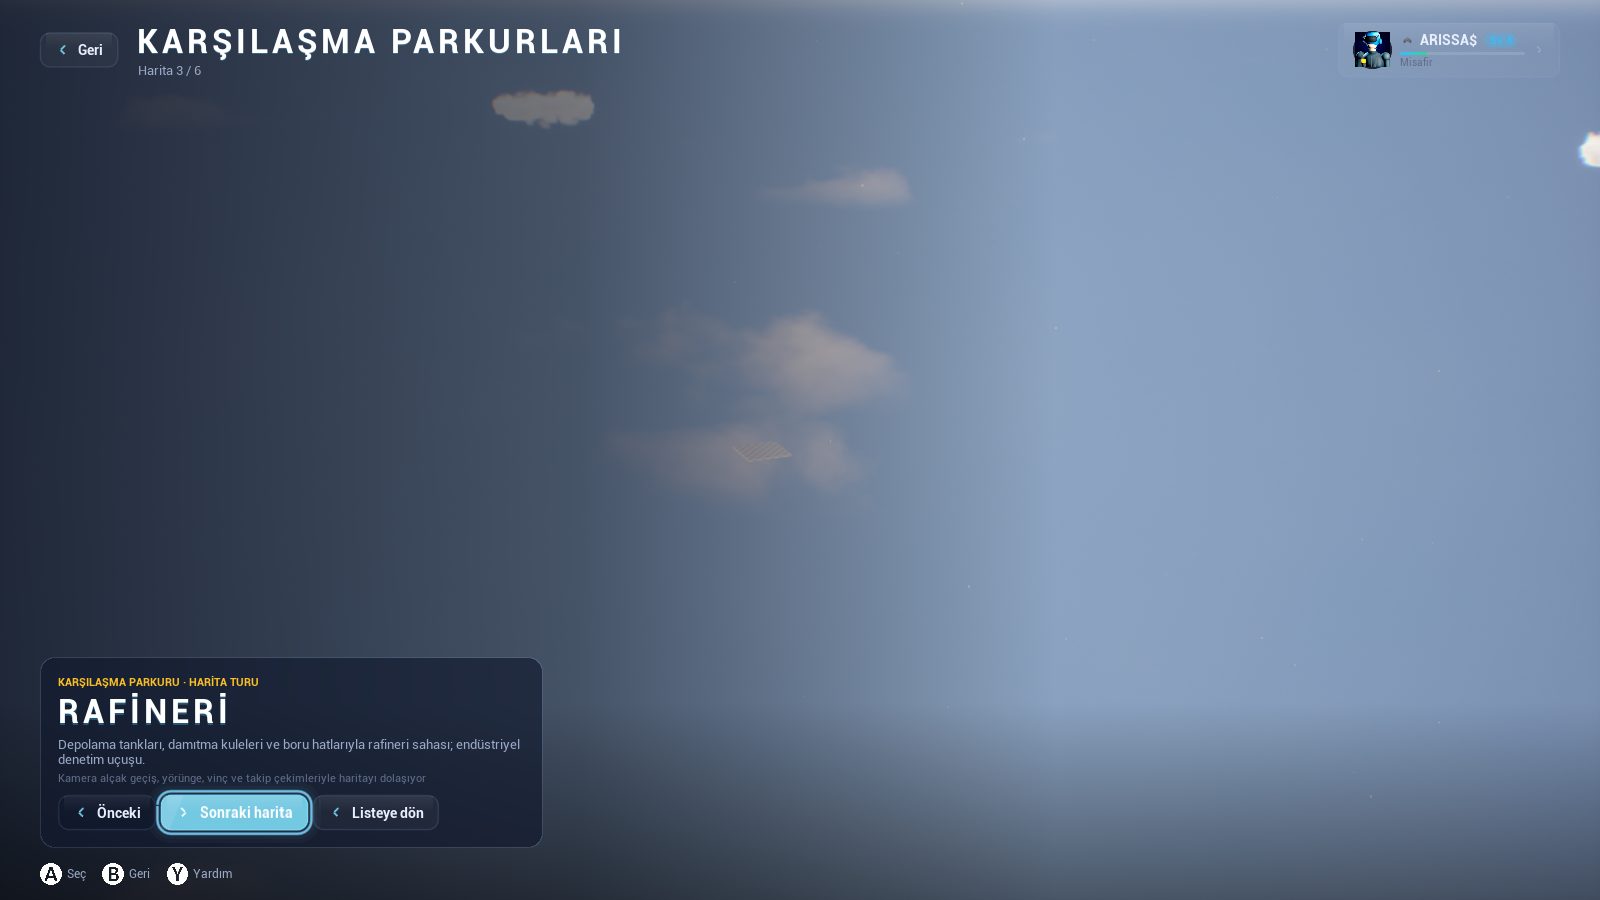 Geri
KARŞILAŞMA PARKURLARI
Harita 3 / 6
ARISSA$
Misafir
KARŞILAŞMA PARKURU · HARİTA TURU
RAFİNERİ
Depolama tankları, damıtma kuleleri ve boru hatlarıyla rafineri sahası; endüstriyel
denetim uçuşu.
Kamera alçak geçiş, yörünge, vinç ve takip çekimleriyle haritayı dolaşıyor
Önceki
Sonraki harita
Listeye dön
A Seç
B Geri
Y Yardım